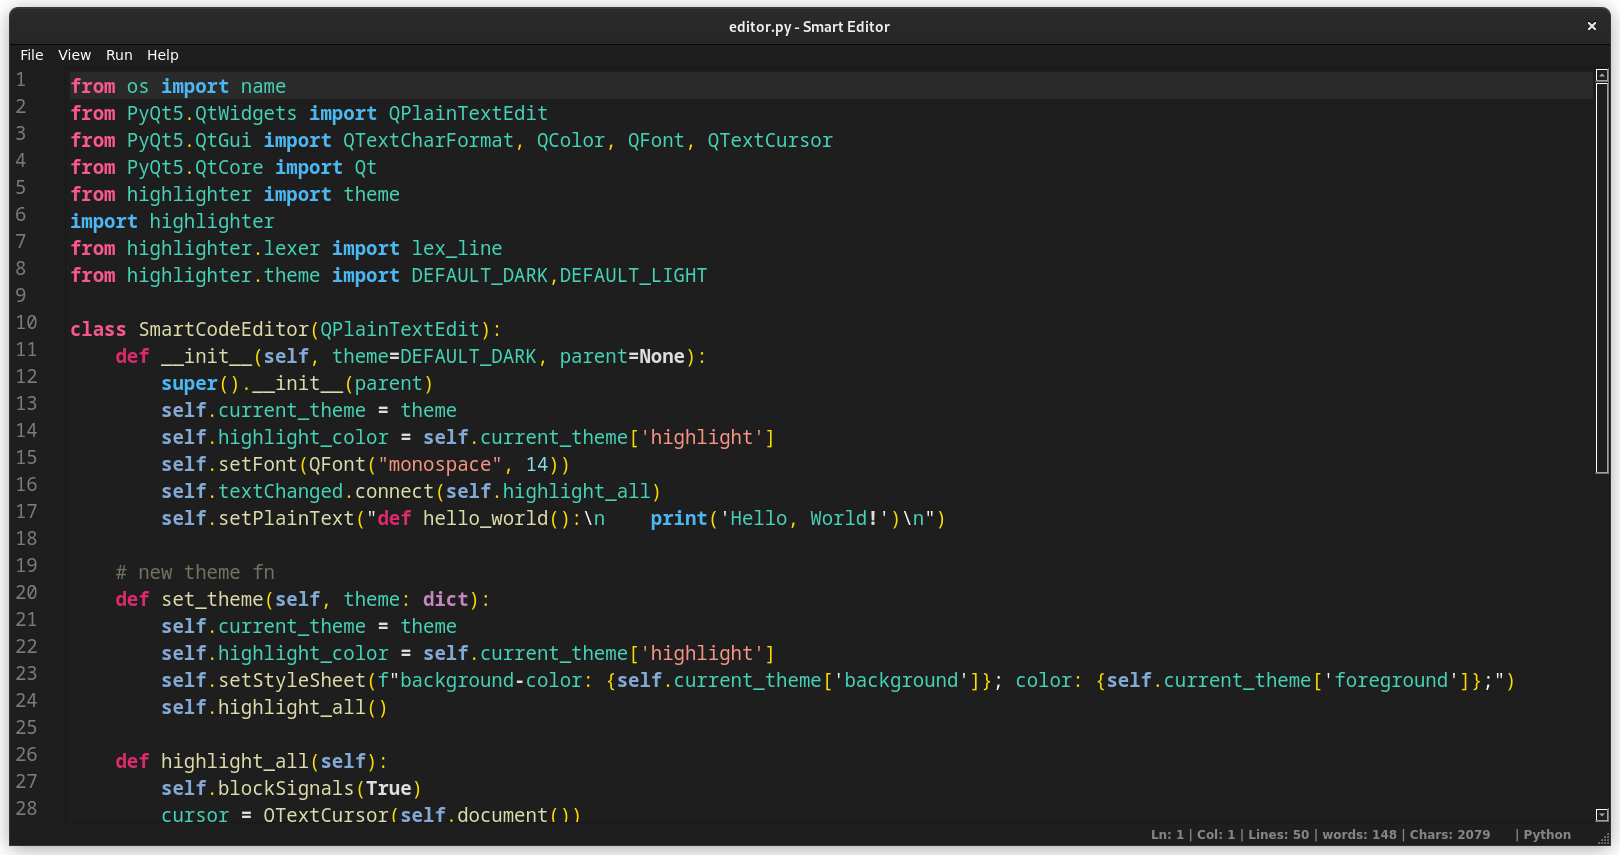 editor.py - Smart Editor ×
File View Run Help
1 from os import name
2 from PyQt5.QtWidgets import QPlainTextEdit
3 from PyQt5.QtGui import QTextCharFormat, QColor, QFont, QTextCursor
4 from PyQt5.QtCore import Qt
5 from highlighter import theme
6 import highlighter
7 from highlighter.lexer import lex_line
8 from highlighter.theme import DEFAULT_DARK,DEFAULT_LIGHT
9
10 class SmartCodeEditor(QPlainTextEdit):
11     def __init__(self, theme=DEFAULT_DARK, parent=None):
12         super().__init__(parent)
13         self.current_theme = theme
14         self.highlight_color = self.current_theme['highlight']
15         self.setFont(QFont("monospace", 14))
16         self.textChanged.connect(self.highlight_all)
17         self.setPlainText("def hello_world():\n    print('Hello, World!')\n")
18
19     # new theme fn
20     def set_theme(self, theme: dict):
21         self.current_theme = theme
22         self.highlight_color = self.current_theme['highlight']
23         self.setStyleSheet(f"background-color: {self.current_theme['background']}; color: {self.current_theme['foreground']};")
24         self.highlight_all()
25
26     def highlight_all(self):
27         self.blockSignals(True)
28         cursor = QTextCursor(self.document())
Ln: 1 | Col: 1 | Lines: 50 | words: 148 | Chars: 2079 | Python